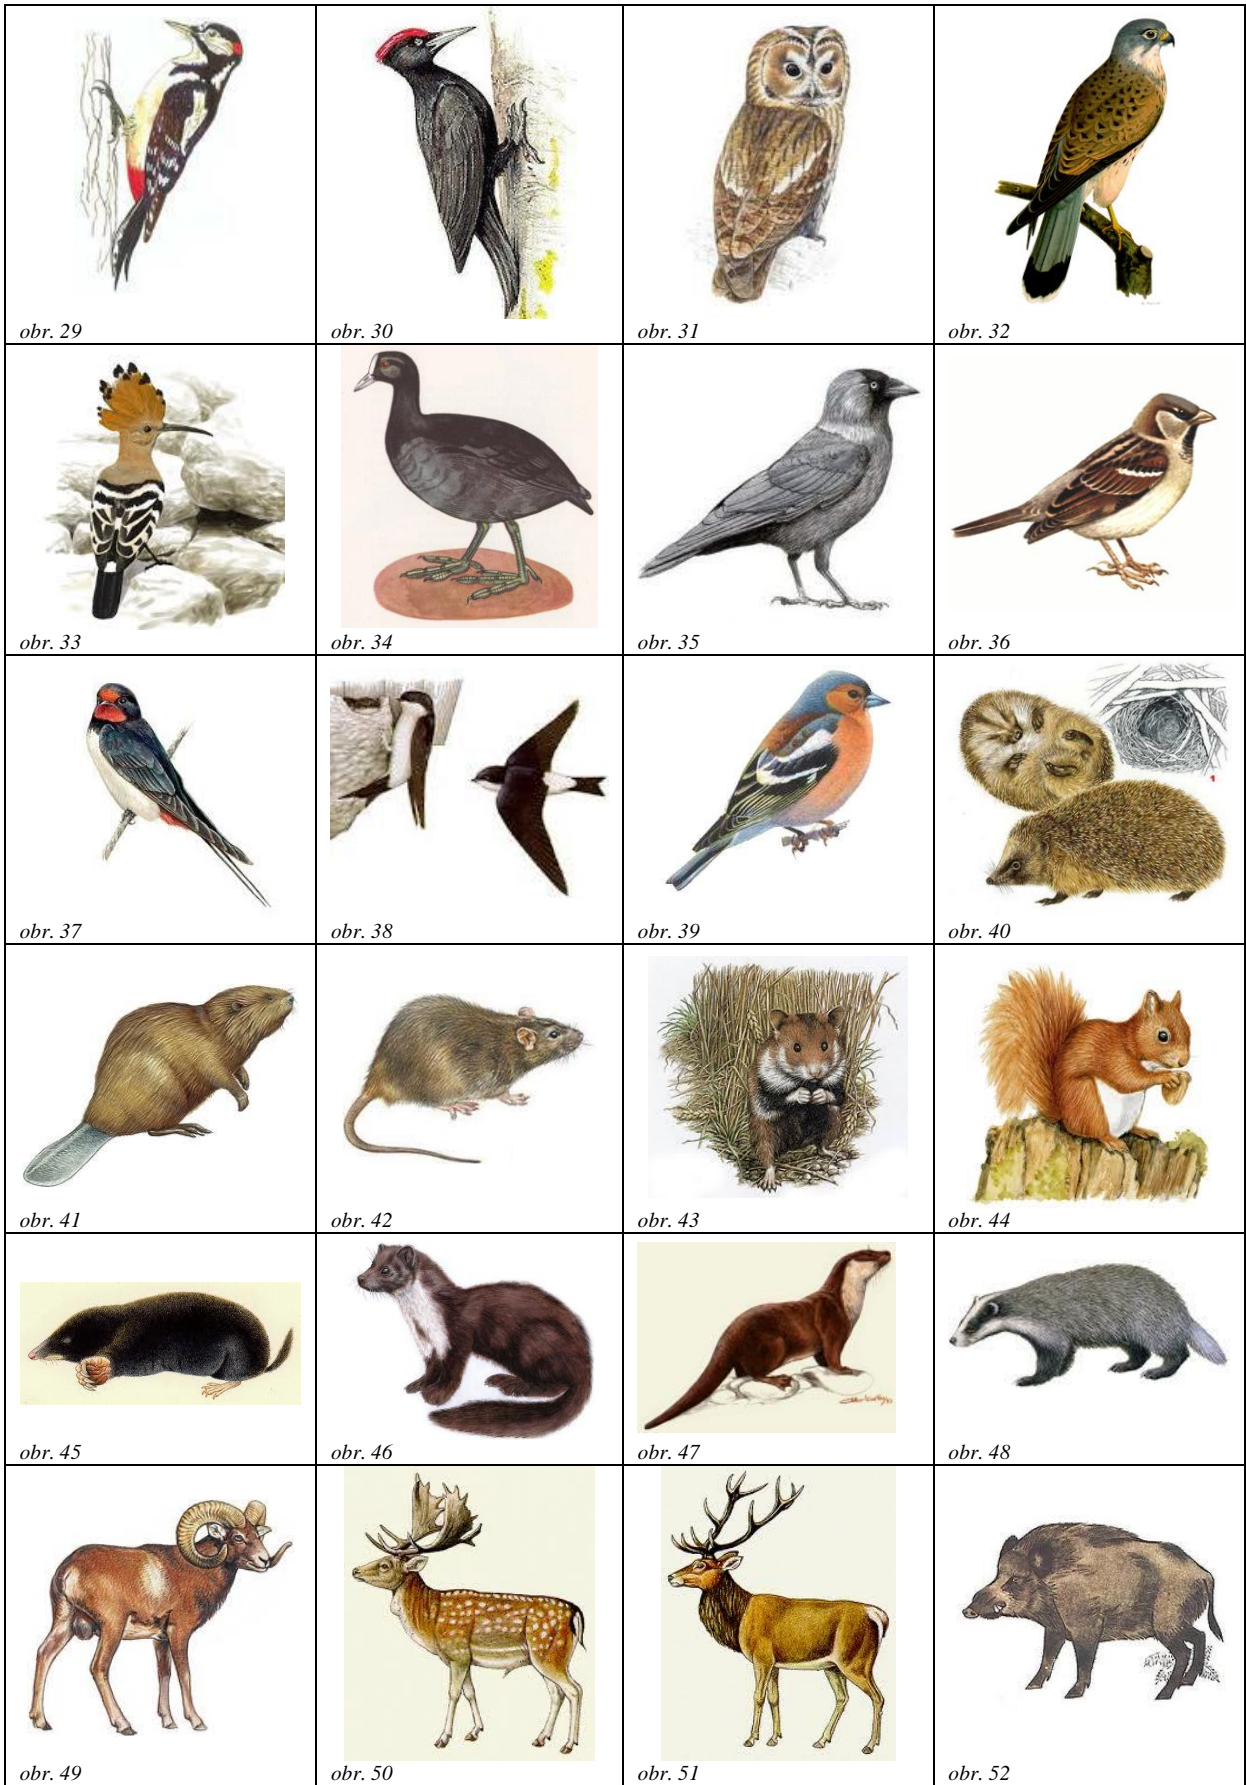 obr. 29
obr. 30
obr. 31
obr. 32
obr. 33
obr. 34
obr. 35
obr. 36
1
obr. 37
obr. 38
obr. 39
obr. 40
obr. 41
obr. 42
obr. 43
obr. 44
obr. 45
obr. 46
obr. 47
obr. 48
obr. 49
obr. 50
obr. 51
obr. 52